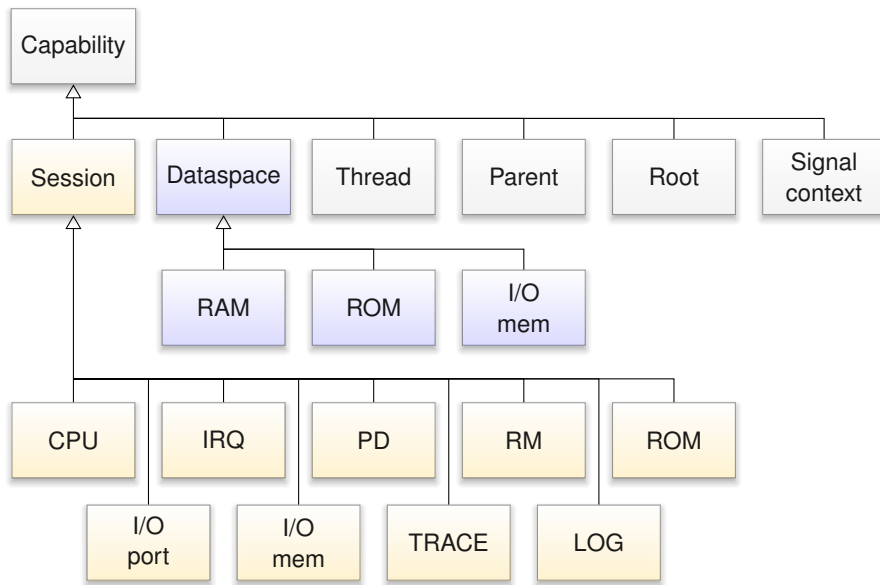 Capability
Session
Dataspace
Thread
Parent
Root
Signal
context
RAM
ROM
I/O
mem
CPU
IRQ
PD
RM
ROM
I/O
port
I/O
mem
TRACE
LOG